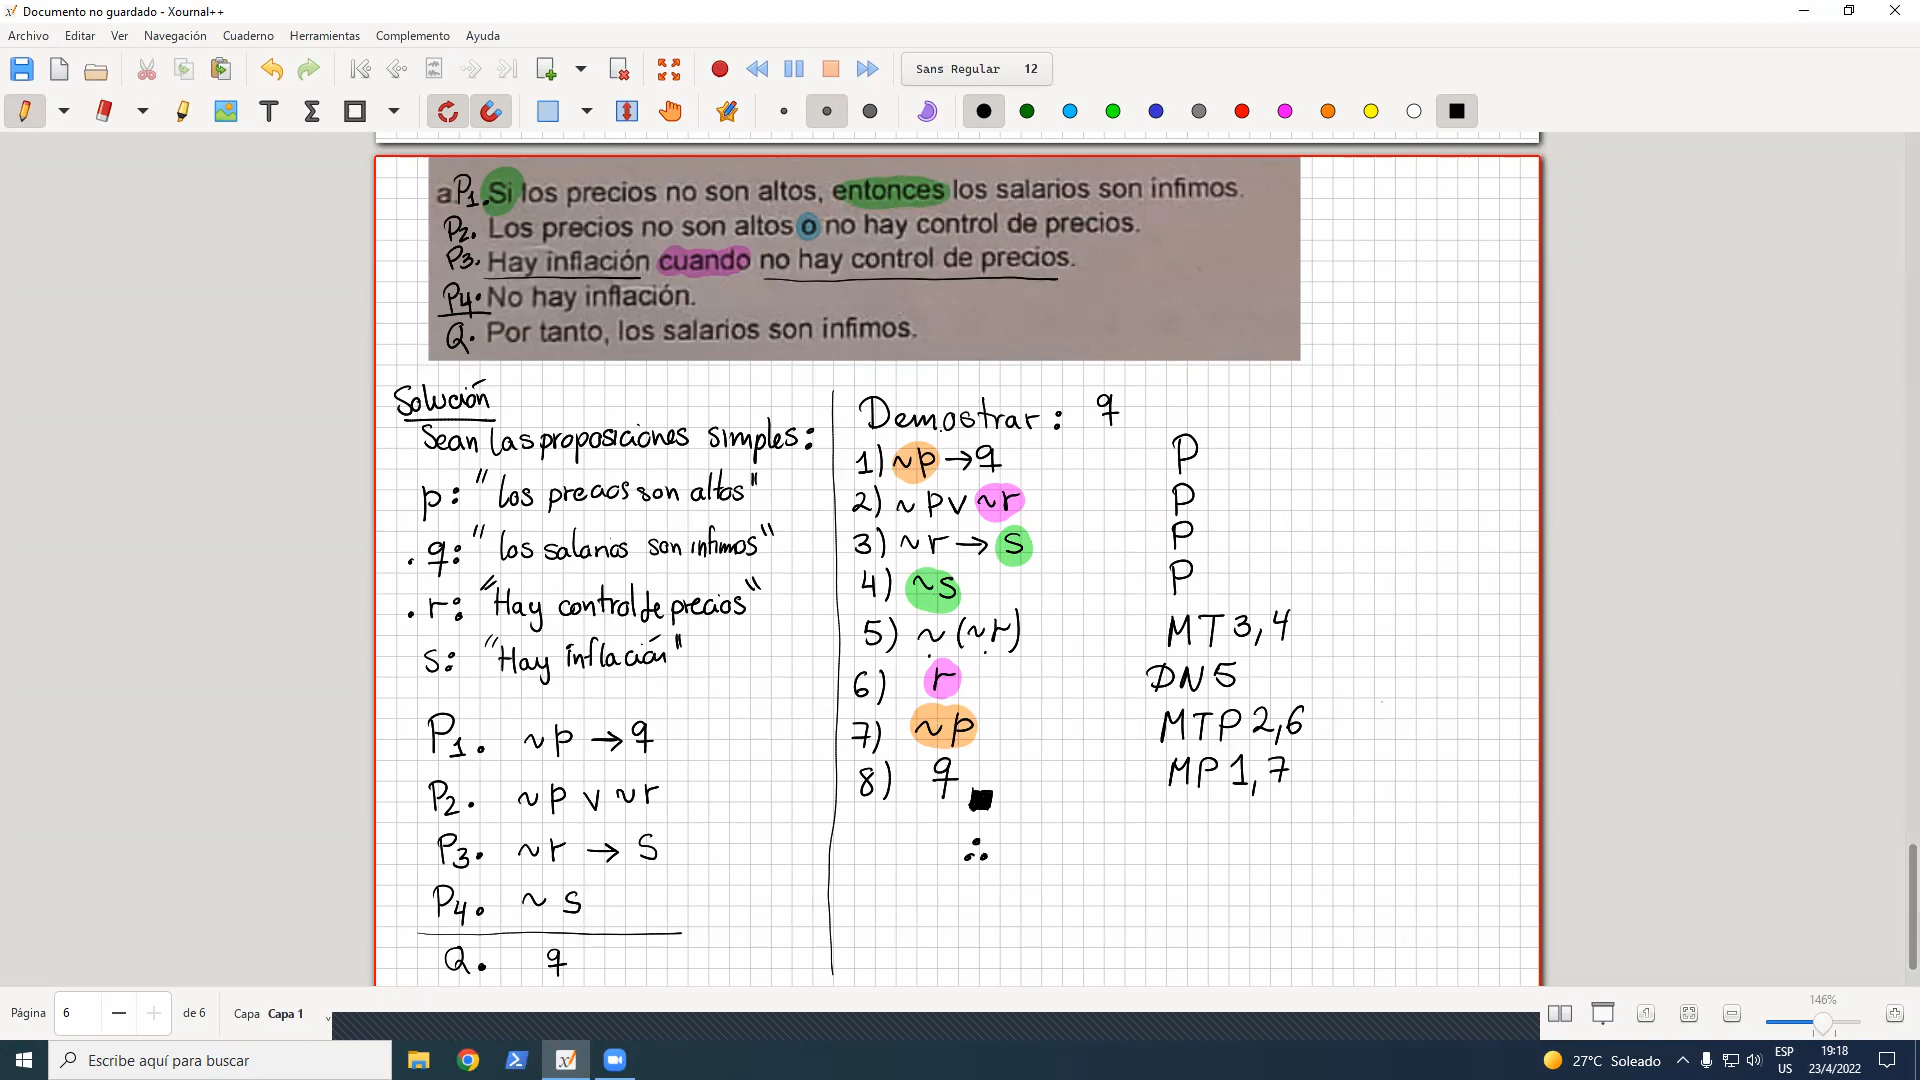 Documento no guardado - Xournal++
Archivo Editar Ver Navegación Cuaderno Herramientas Complemento Ayuda
Sans Regular 12
a P1. Si los precios no son altos, entonces los salarios son ínfimos.
P2. Los precios no son altos o no hay control de precios.
P3. Hay inflación cuando no hay control de precios.
P4. No hay inflación.
Q. Por tanto, los salarios son ínfimos.
Solución
Sean las proposiciones simples:
p: "los precios son altos"
. q: "los salarios son ínfimos"
. r: "Hay control de precios"
s: "Hay inflación"
P1. ~p → q
P2. ~p v ~r
P3. ~r → s
P4. ~s
Q. q
Demostrar: q
1) ~p → q P
2) ~p v ~r P
3) ~r → s P
4) ~s P
5) ~(~r) MT 3,4
6) r DN 5
7) ~p MTP 2,6
8) q ■ MP 1,7
∴
Página 6 de 6 Capa Capa 1
146%
Escribe aquí para buscar
27°C Soleado
ESP
US
19:18
23/4/2022